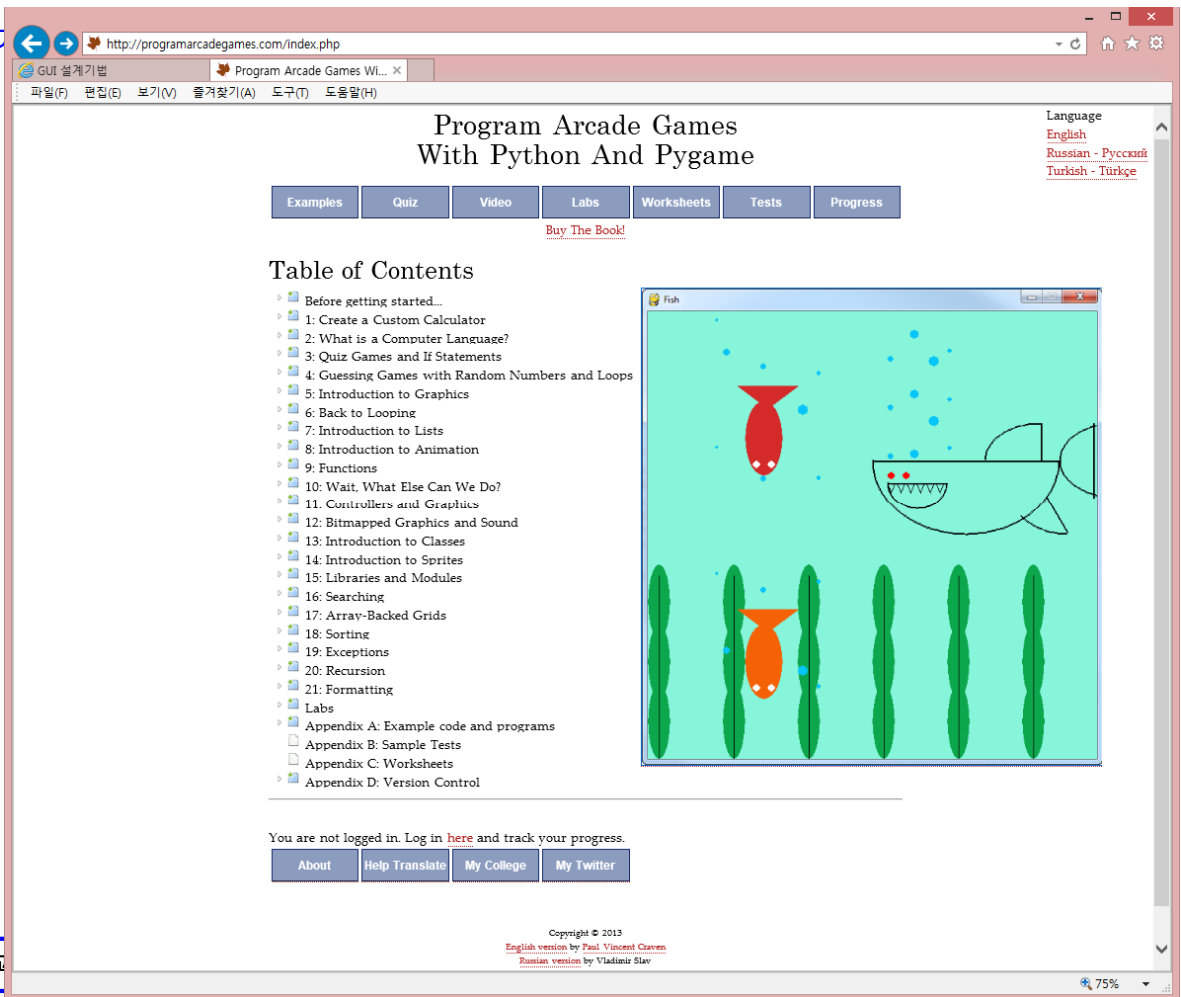 http://programarcadegames.com/index.php
GUI 설계기법
Program Arcade Games Wi...
파일(F) 편집(E) 보기(V) 즐겨찾기(A) 도구(T) 도움말(H)
Program Arcade Games
With Python And Pygame
Language
English
Russian - Русский
Turkish - Türkçe
Examples Quiz Video Labs Worksheets Tests Progress
Buy The Book!
Table of Contents
Before getting started...
1: Create a Custom Calculator
2: What is a Computer Language?
3: Quiz Games and If Statements
4: Guessing Games with Random Numbers and Loops
5: Introduction to Graphics
6: Back to Looping
7: Introduction to Lists
8: Introduction to Animation
9: Functions
10: Wait, What Else Can We Do?
11. Controllers and Graphics
12: Bitmapped Graphics and Sound
13: Introduction to Classes
14: Introduction to Sprites
15: Libraries and Modules
16: Searching
17: Array-Backed Grids
18: Sorting
19: Exceptions
20: Recursion
21: Formatting
Labs
Appendix A: Example code and programs
Appendix B: Sample Tests
Appendix C: Worksheets
Appendix D: Version Control
Fish
You are not logged in. Log in here and track your progress.
About Help Translate My College My Twitter
Copyright © 2013
English version by Paul Vincent Craven
Russian version by Vladimir Slav
75%